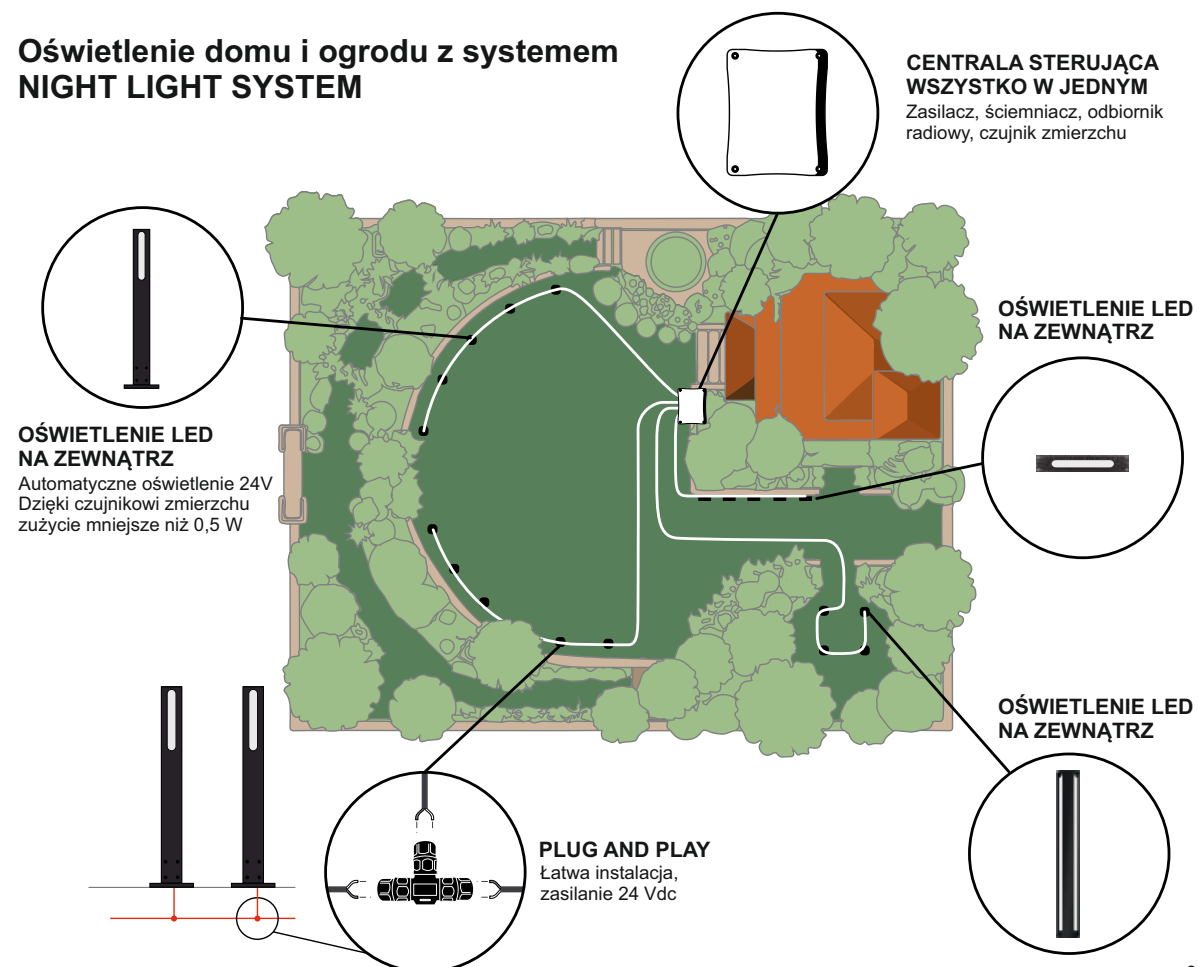 Oświetlenie domu i ogrodu z systemem
NIGHT LIGHT SYSTEM
CENTRALA STERUJĄCA
WSZYSTKO W JEDNYM
Zasilacz, ściemniacz, odbiornik
radiowy, czujnik zmierzchu
OŚWIETLENIE LED
NA ZEWNĄTRZ
OŚWIETLENIE LED
NA ZEWNĄTRZ
Automatyczne oświetlenie 24V
Dzięki czujnikowi zmierzchu
zużycie mniejsze niż 0,5 W
OŚWIETLENIE LED
NA ZEWNĄTRZ
PLUG AND PLAY
Łatwa instalacja,
zasilanie 24 Vdc